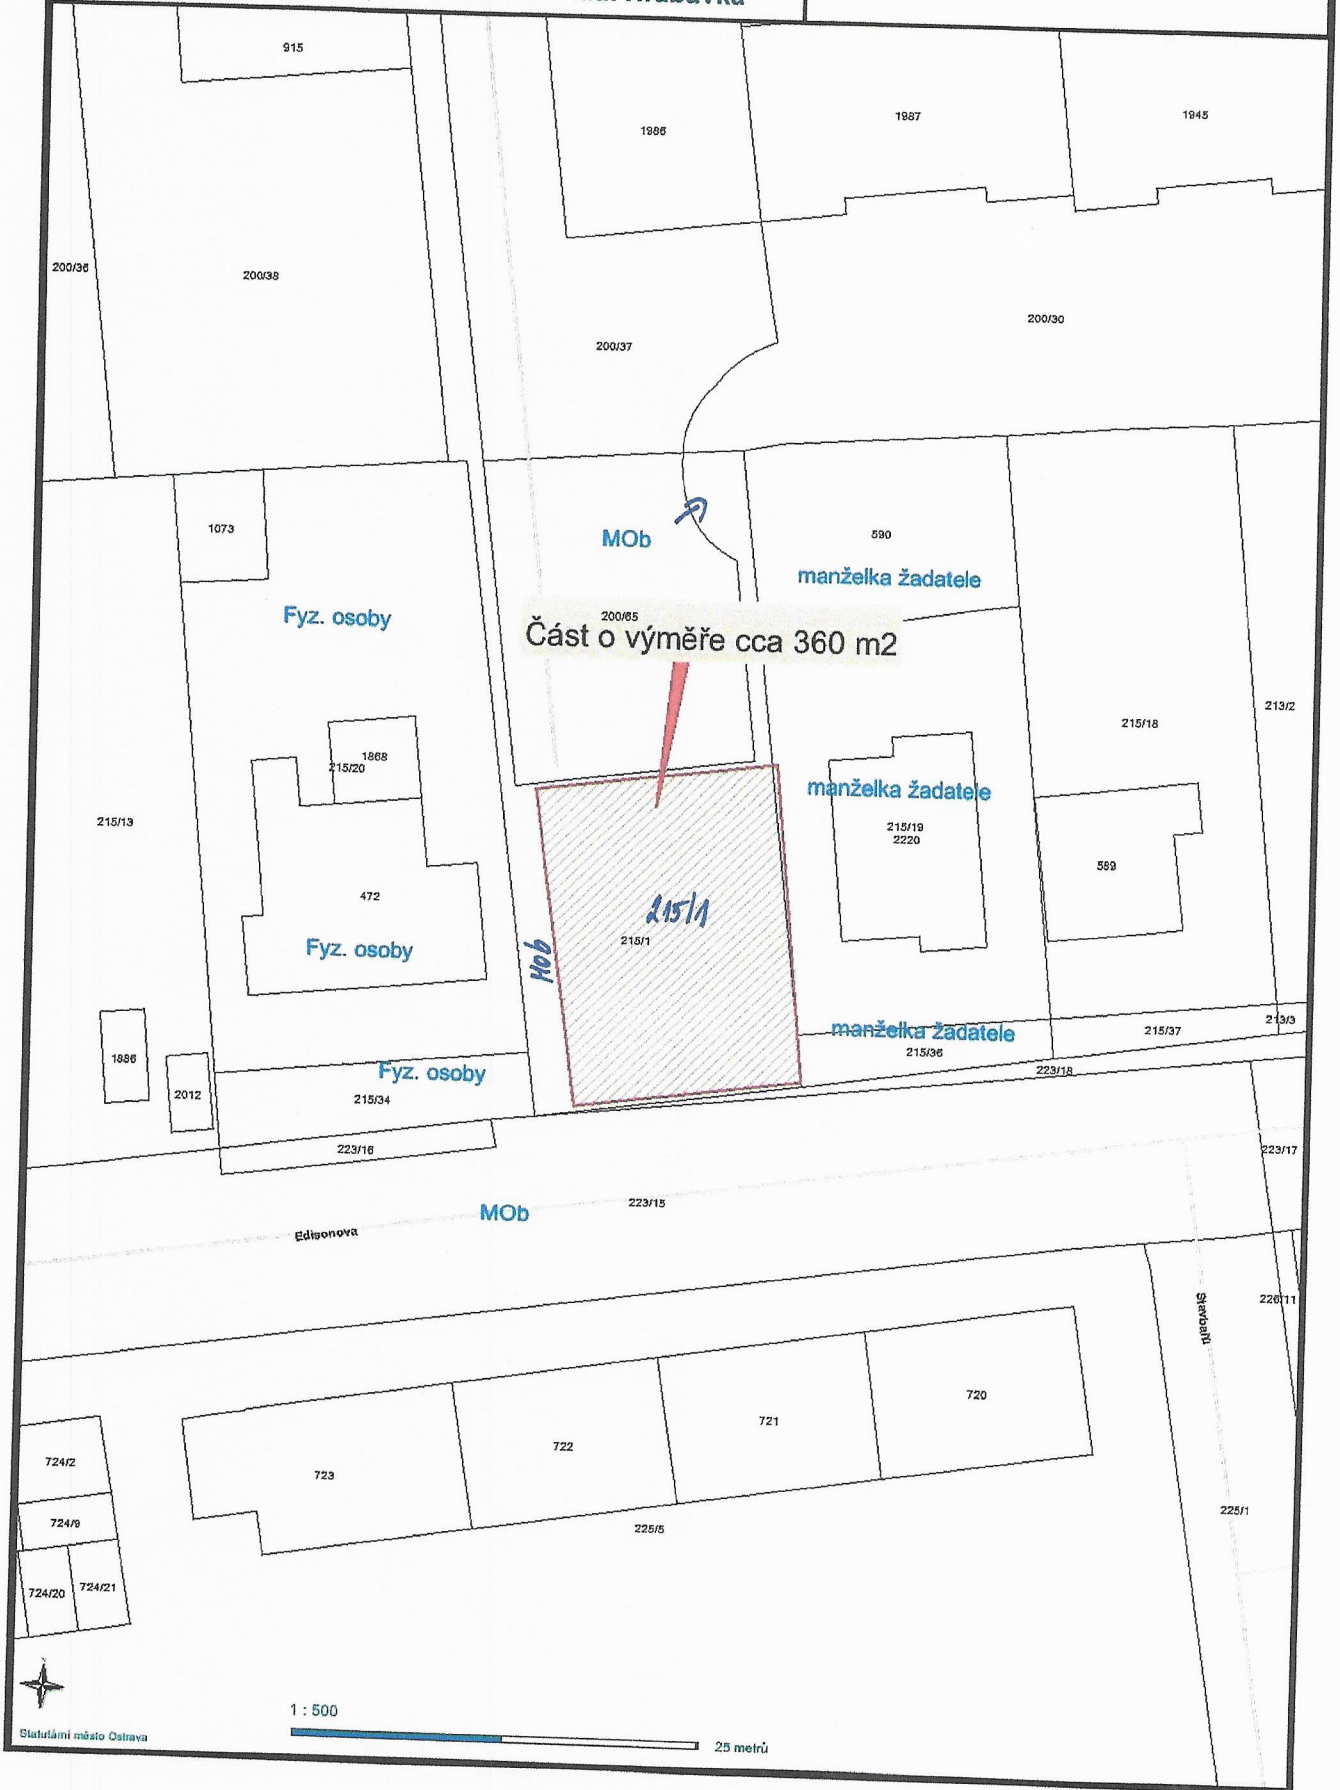 Hrabůvka
915
1986
1987
1945
200/36
200/38
200/37
200/30
1073
MOb
590
manželka žadatele
Fyz. osoby
200/65
Část o výměře cca 360 m2
213/2
215/18
1868
215/20
manželka žadatele
215/13
215/19
2220
589
472
215/1
215/1
Fyz. osoby
MOb
213/3
215/37
manželka žadatele
215/36
1886
Fyz. osoby
223/18
2012
215/34
223/16
223/17
223/15
MOb
Edisonova
226/11
Stavbařů
720
721
722
723
724/2
724/9
225/1
225/5
724/20
724/21
1 : 500
Statutární město Ostrava
25 metrů